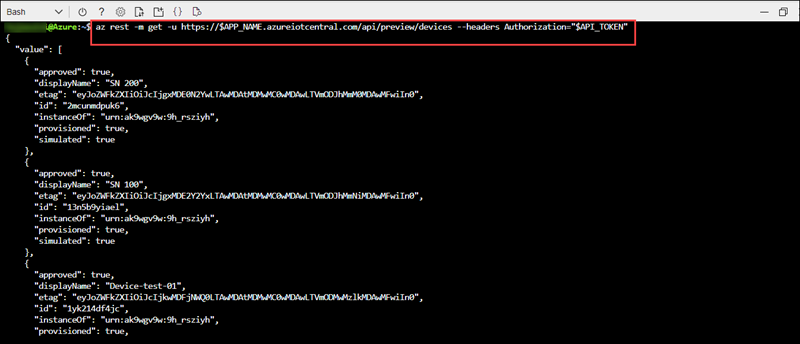 Bash
@Azure:~$ az rest -m get -u https://$APP_NAME.azureiotcentral.com/api/preview/devices --headers Authorization="$API_TOKEN"
{
"value": [
{
"approved": true,
"displayName": "SN 200",
"etag": "eyJoZWFkZXIiOiJcIjgxMDE0N2YwLTAwMDAtMDMwMC0wMDAwLTVmODJhMmM0MDAwMFwiIn0",
"id": "2mcunmdpuk6",
"instanceOf": "urn:ak9wgv9w:9h_rsziyh",
"provisioned": true,
"simulated": true
},
{
"approved": true,
"displayName": "SN 100",
"etag": "eyJoZWFkZXIiOiJcIjgxMDE2Y2YxLTAwMDAtMDMwMC0wMDAwLTVmODJhMmNiMDAwMFwiIn0",
"id": "13n5b9yiael",
"instanceOf": "urn:ak9wgv9w:9h_rsziyh",
"provisioned": true,
"simulated": true
},
{
"approved": true,
"displayName": "Device-test-01",
"etag": "eyJoZWFkZXIiOiJcIjkwMDFjNWQ0LTAwMDAtMDMwMC0wMDAwLTVmODMwMzlkMDAwMFwiIn0",
"id": "1yk214df4jc",
"instanceOf": "urn:ak9wgv9w:9h_rsziyh",
"provisioned": true,